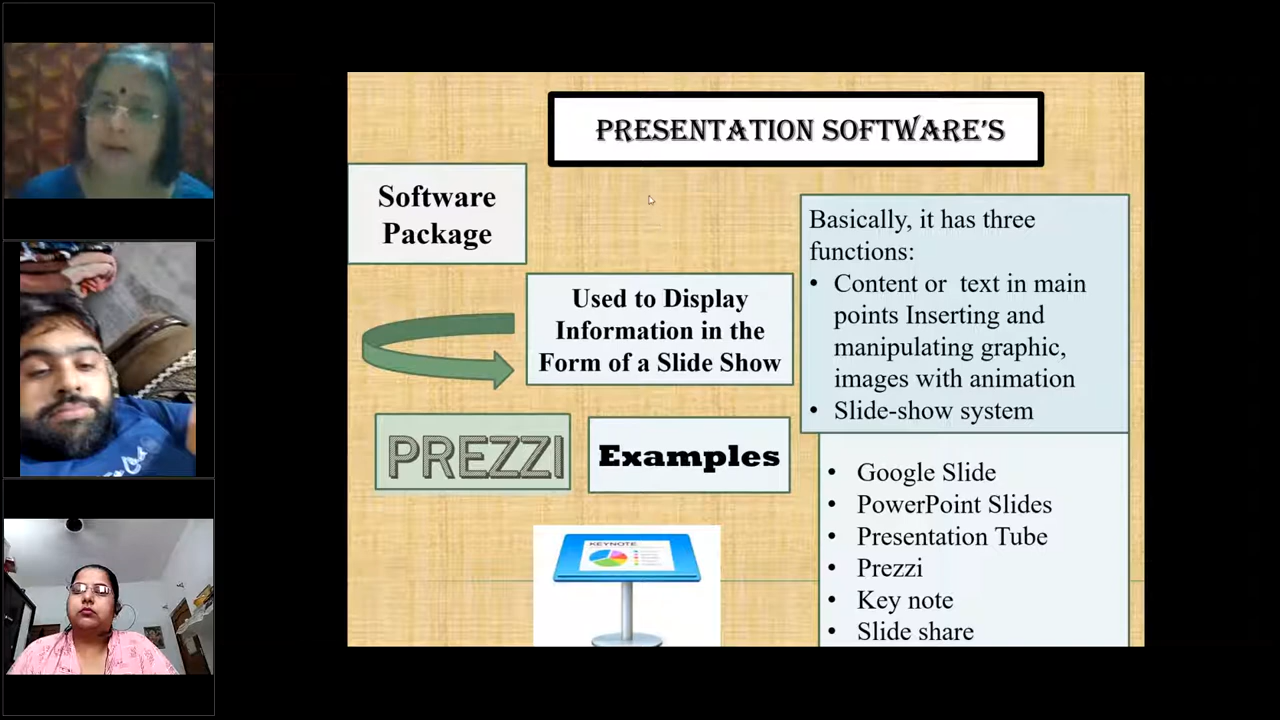 PRESENTATION SOFTWARE'S
Software
Package
Used to Display
Information in the
Form of a Slide Show
Basically, it has three
functions:
• Content or text in main
points Inserting and
manipulating graphic,
images with animation
• Slide-show system
PREZZI
Examples
• Google Slide
• PowerPoint Slides
• Presentation Tube
• Prezzi
• Key note
• Slide share
KEYNOTE